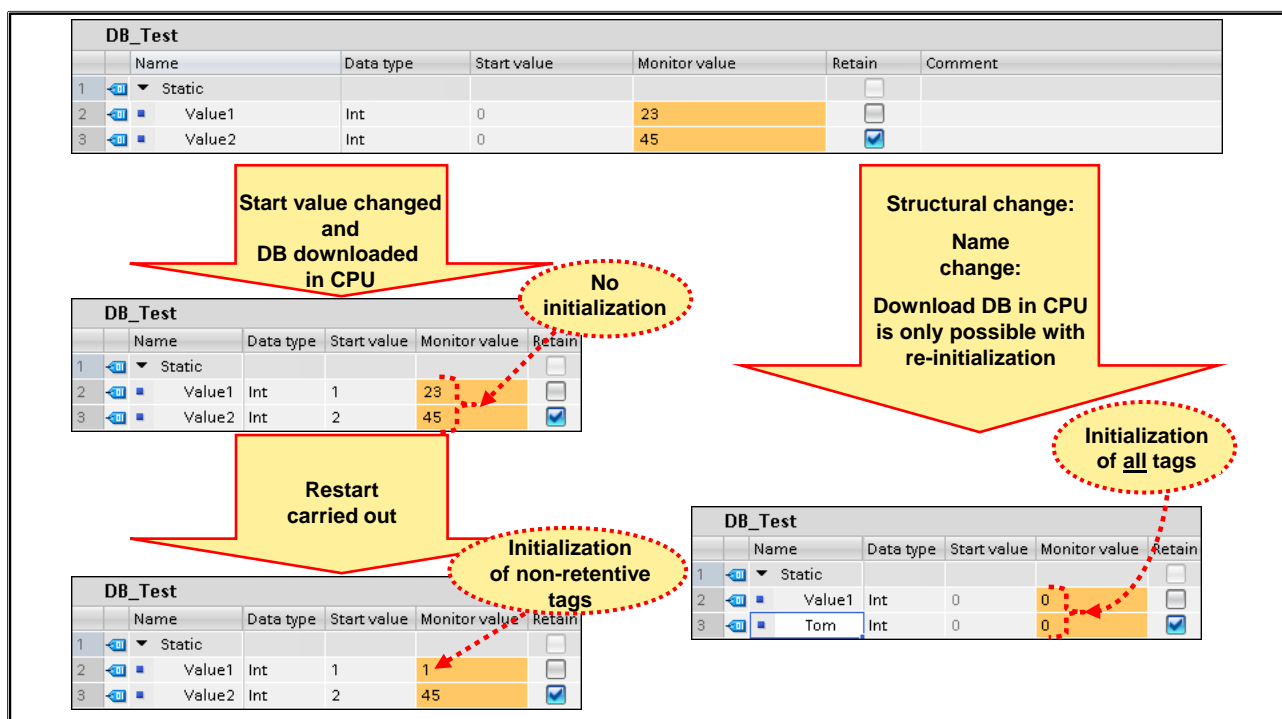 DB_Test
Name Data type Start value Monitor value Retain Comment
1 Static
2 Value1 Int 0 23
3 Value2 Int 0 45
Start value changed
and
DB downloaded
in CPU
No
initialization
DB_Test
Name Data type Start value Monitor value Retain
1 Static
2 Value1 Int 1 23
3 Value2 Int 2 45
Restart
carried out
Initialization
of non-retentive
tags
DB_Test
Name Data type Start value Monitor value Retain
1 Static
2 Value1 Int 1 1
3 Value2 Int 2 45
Structural change:
Name
change:
Download DB in CPU
is only possible with
re-initialization
Initialization
of all tags
DB_Test
Name Data type Start value Monitor value Retain
1 Static
2 Value1 Int 0 0
3 Tom Int 0 0